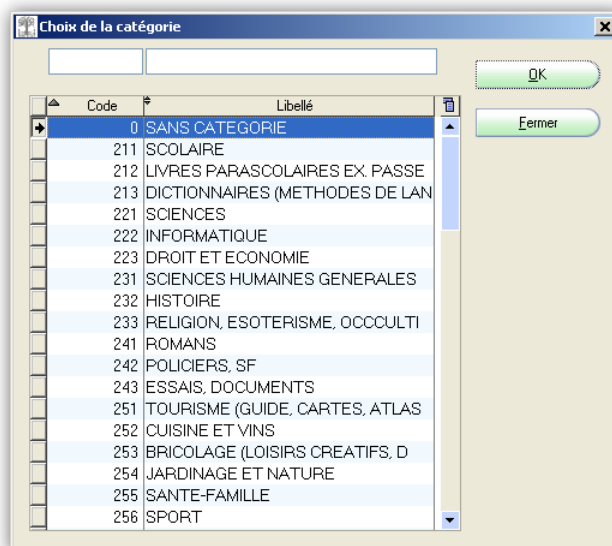 Choix de la catégorie
OK
Fermer
Code Libellé
0 SANS CATEGORIE
211 SCOLAIRE
212 LIVRES PARASCOLAIRES EX. PASSE
213 DICTIONNAIRES (METHODES DE LAN
221 SCIENCES
222 INFORMATIQUE
223 DROIT ET ECONOMIE
231 SCIENCES HUMAINES GENERALES
232 HISTOIRE
233 RELIGION, ESOTERISME, OCCCULTI
241 ROMANS
242 POLICIERS, SF
243 ESSAIS, DOCUMENTS
251 TOURISME (GUIDE, CARTES, ATLAS
252 CUISINE ET VINS
253 BRICOLAGE (LOISIRS CREATIFS, D
254 JARDINAGE ET NATURE
255 SANTE-FAMILLE
256 SPORT